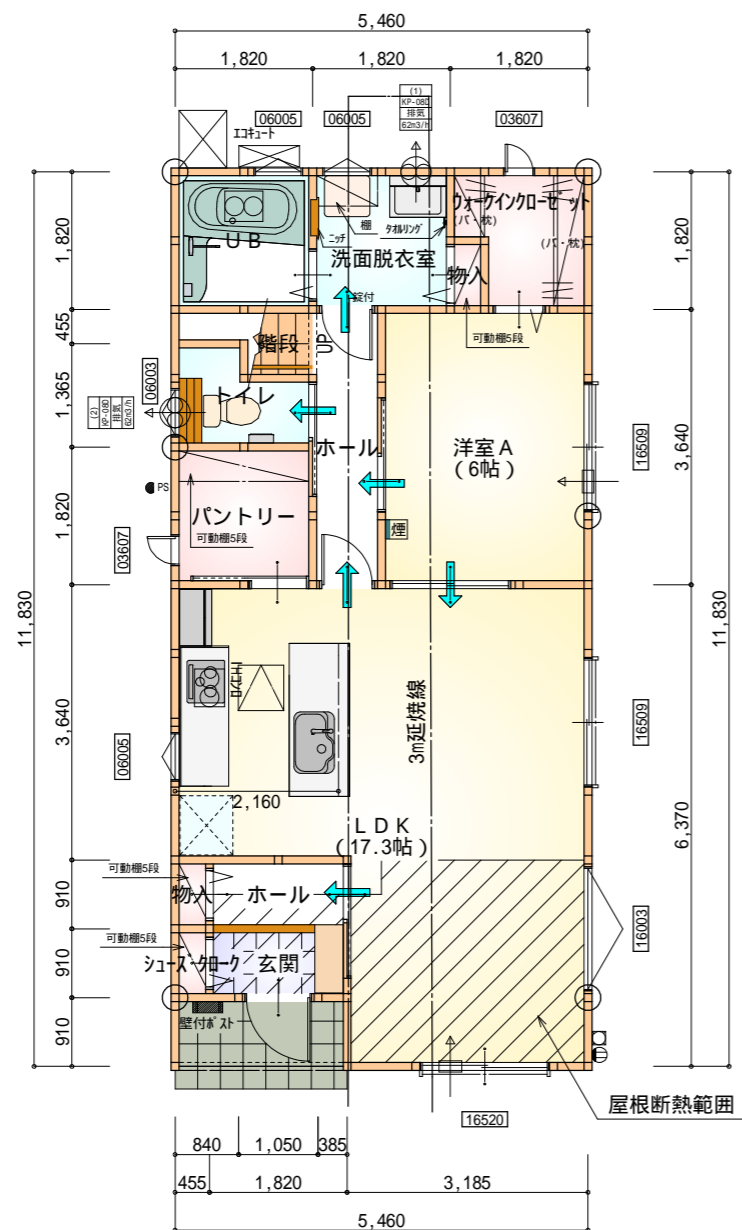 5,460
1,820 1,820 1,820
(1)
KP-08D
排気
62m3/h
06005 06005 03607
エコキュート
ウォークインクローゼット
(パ・枕)
(パ・枕)
UB
棚
タオルリング
ニッチ
洗面脱衣室
物入
錠付
可動棚5段
階段
UP
トイレ
ホール
洋室A
(6帖)
パントリー
可動棚5段
煙
PS
(2)
KP-08D
排気
62m3/h
06003
03607
06005
16509
16509
16003
1,820
455
1,365
1,820
3,640
910
910
910
11,830
1,820
3,640
6,370
11,830
エコロ
3m延焼線
2,160
LDK
(17.3帖)
可動棚5段
物入
ホール
可動棚5段
シューズクローク
玄関
壁付ポスト
屋根断熱範囲
16520
840 1,050 385
455 1,820 3,185
5,460